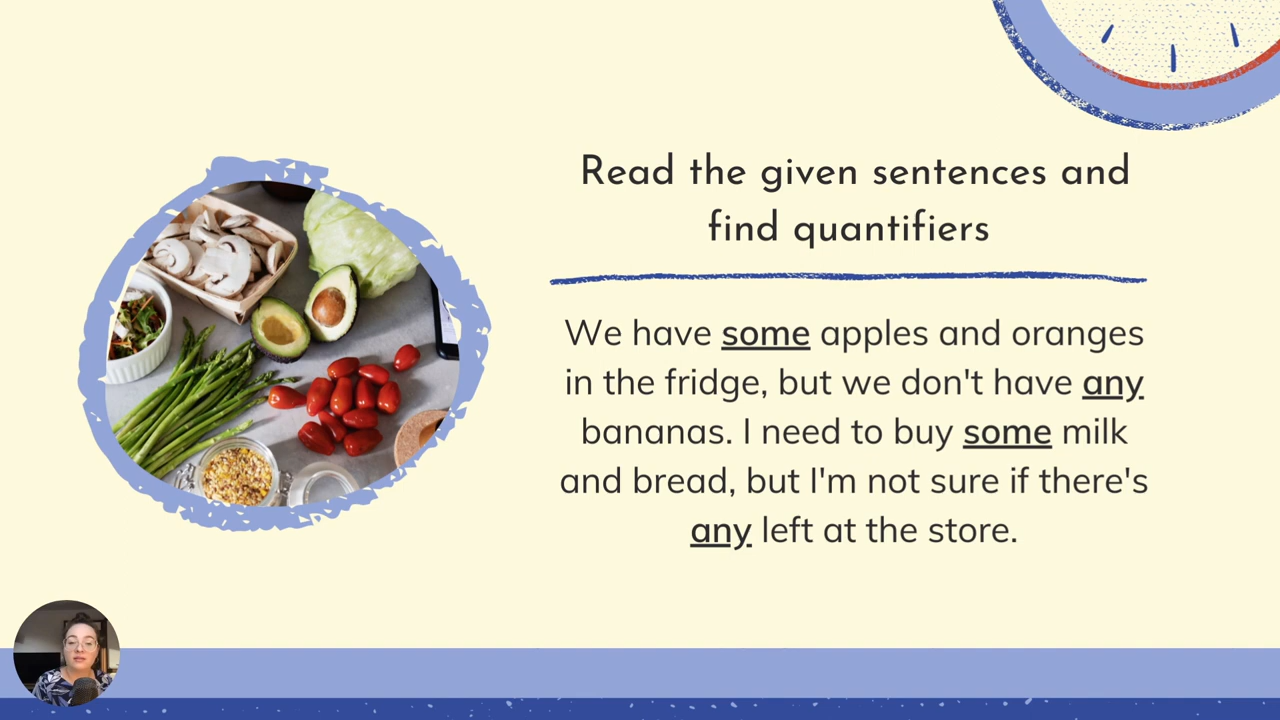 Read the given sentences and
find quantifiers
We have some apples and oranges
in the fridge, but we don't have any
bananas. I need to buy some milk
and bread, but I'm not sure if there's
any left at the store.